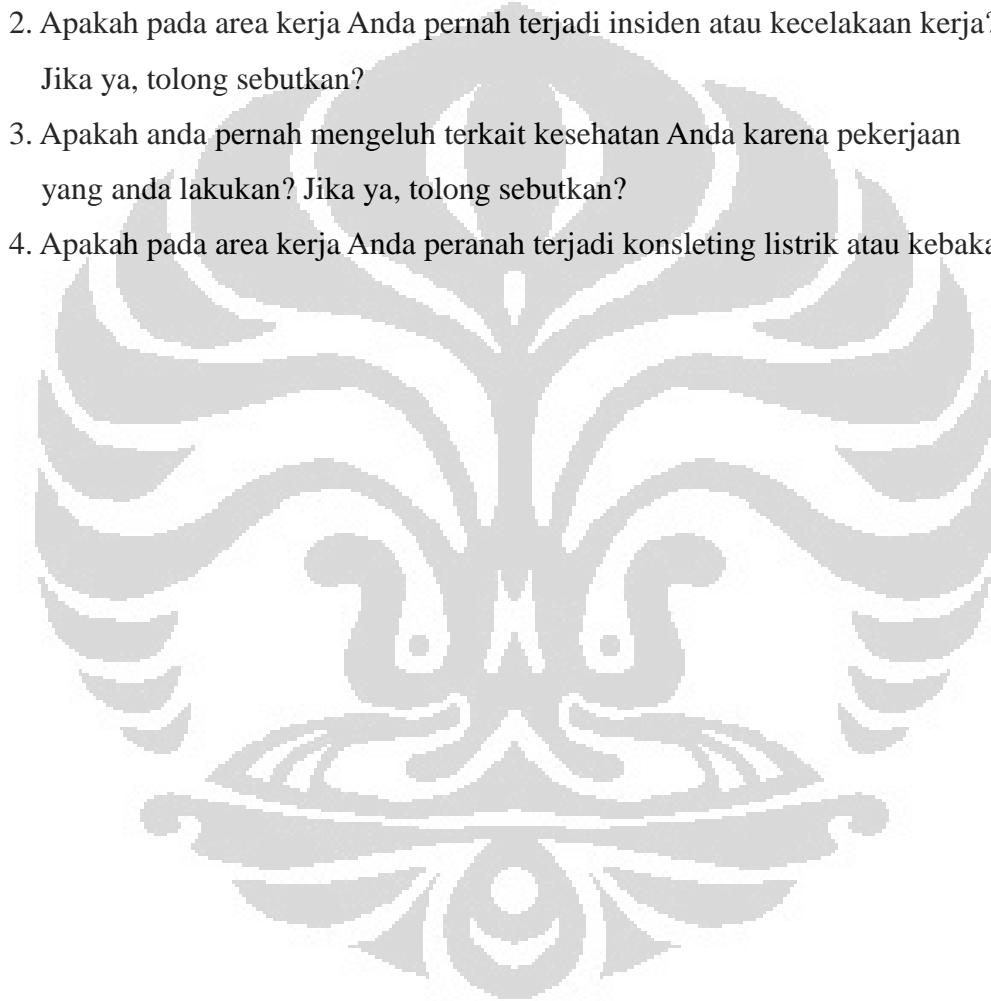 2. Apakah pada area kerja Anda pernah terjadi insiden atau kecelakaan kerja?
Jika ya, tolong sebutkan?
3. Apakah anda pernah mengeluh terkait kesehatan Anda karena pekerjaan
yang anda lakukan? Jika ya, tolong sebutkan?
4. Apakah pada area kerja Anda peranah terjadi konsleting listrik atau